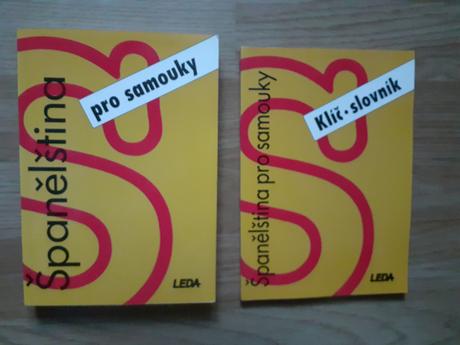 Španělština
pro samouky
LEDA
Španělština pro samouky
Klíč · slovník
LEDA